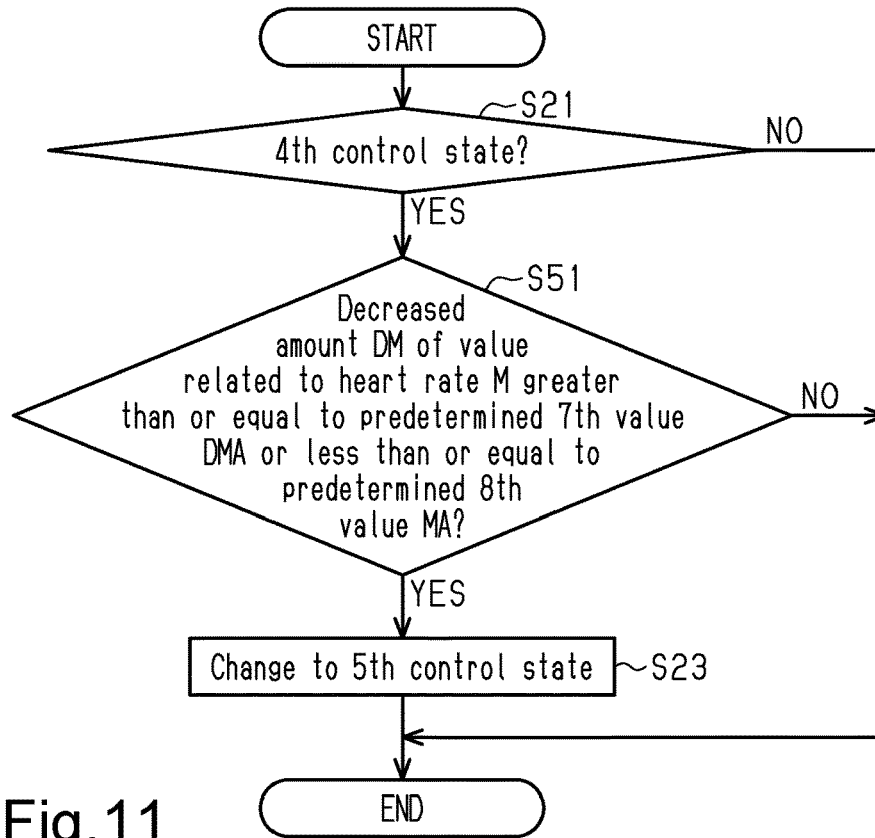 START
S21
4th control state?
NO
YES
S51
Decreased
amount DM of value
related to heart rate M greater
than or equal to predetermined 7th value
DMA or less than or equal to
predetermined 8th
value MA?
NO
YES
Change to 5th control state
S23
END
Fig.11